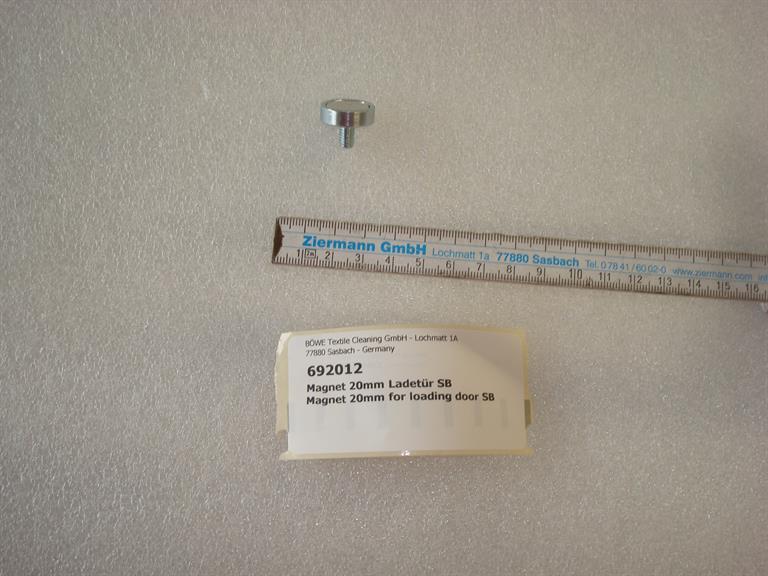 Ziermann GmbH Lochmatt 1a 77880 Sasbach Tel. 0 78 41 / 60 02-0 www.ziermann.com
1 2m 2 3 4 5 6 7 8 9 10 11 12 13 14 15 16
BÖWE Textile Cleaning GmbH - Lochmatt 1A
77880 Sasbach - Germany
692012
Magnet 20mm Ladetür SB
Magnet 20mm for loading door SB